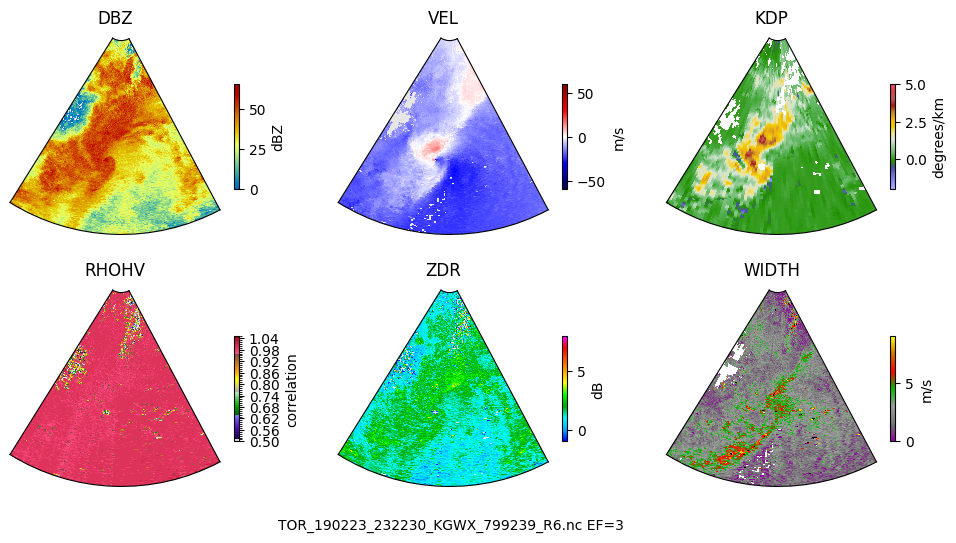 DBZ
VEL
KDP
50
25
0
dBZ
50
0
−50
m/s
5.0
2.5
0.0
degrees/km
RHOHV
ZDR
WIDTH
1.04
0.98
0.92
0.86
0.80
0.74
0.68
0.62
0.56
0.50
correlation
5
0
dB
5
0
m/s
TOR_190223_232230_KGWX_799239_R6.nc EF=3